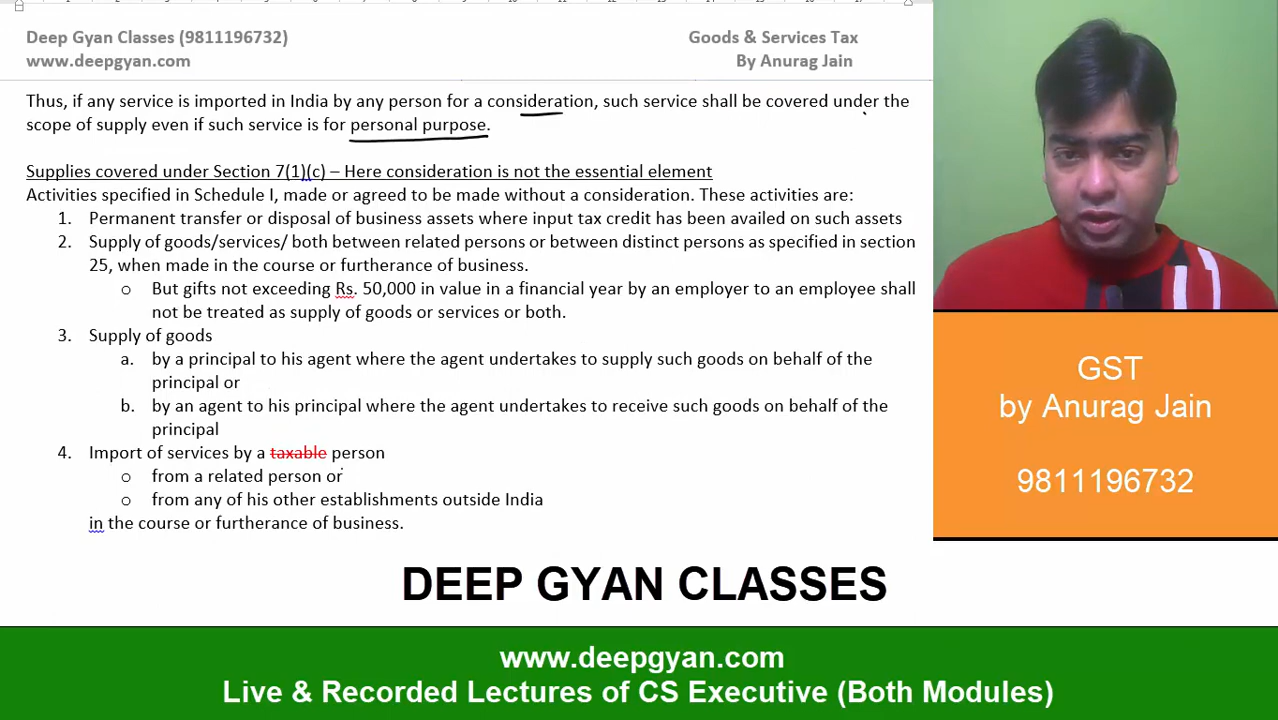 Deep Gyan Classes (9811196732)
Goods & Services Tax
www.deepgyan.com
By Anurag Jain
Thus, if any service is imported in India by any person for a consideration, such service shall be covered under the
scope of supply even if such service is for personal purpose.
Supplies covered under Section 7(1)(c) – Here consideration is not the essential element
Activities specified in Schedule I, made or agreed to be made without a consideration. These activities are:
1. Permanent transfer or disposal of business assets where input tax credit has been availed on such assets
2. Supply of goods/services/ both between related persons or between distinct persons as specified in section
25, when made in the course or furtherance of business.
o But gifts not exceeding Rs. 50,000 in value in a financial year by an employer to an employee shall
not be treated as supply of goods or services or both.
3. Supply of goods
a. by a principal to his agent where the agent undertakes to supply such goods on behalf of the
principal or
b. by an agent to his principal where the agent undertakes to receive such goods on behalf of the
principal
4. Import of services by a taxable person
o from a related person or
o from any of his other establishments outside India
in the course or furtherance of business.
GST
by Anurag Jain
9811196732
DEEP GYAN CLASSES
www.deepgyan.com
Live & Recorded Lectures of CS Executive (Both Modules)